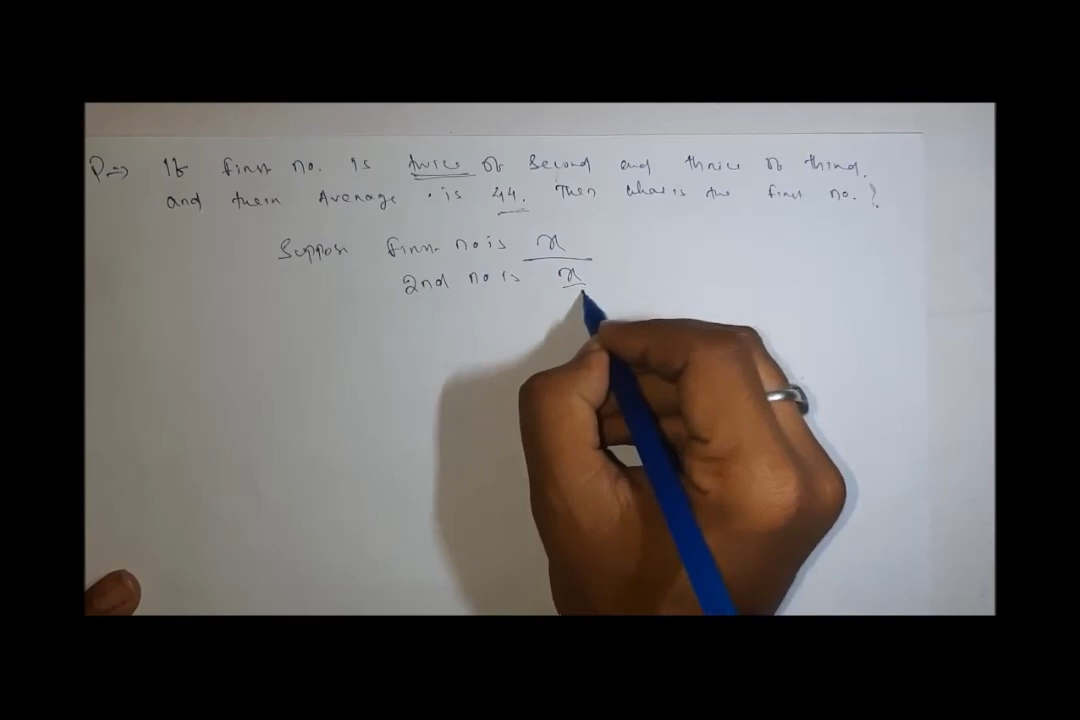 Q→ If first no. is twice of second and thrice of third.
and their Average is 44. Then what is the first no. ?
Suppose first no is x
2nd no is x